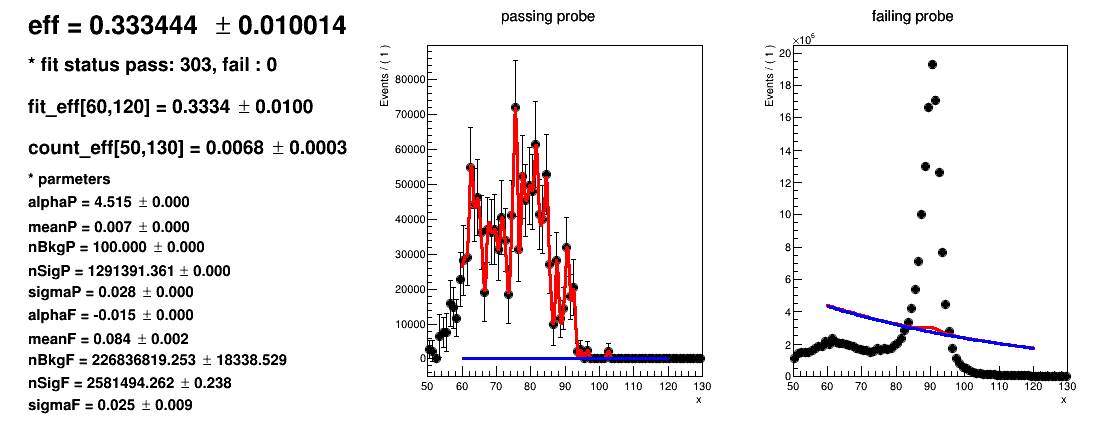 eff = 0.333444 ± 0.010014
* fit status pass: 303, fail : 0
fit_eff[60,120] = 0.3334 ± 0.0100
count_eff[50,130] = 0.0068 ± 0.0003
* parmeters
alphaP = 4.515 ± 0.000
meanP = 0.007 ± 0.000
nBkgP = 100.000 ± 0.000
nSigP = 1291391.361 ± 0.000
sigmaP = 0.028 ± 0.000
alphaF = -0.015 ± 0.000
meanF = 0.084 ± 0.002
nBkgF = 226836819.253 ± 18338.529
nSigF = 2581494.262 ± 0.238
sigmaF = 0.025 ± 0.009
passing probe
Events / ( 1 )
80000
70000
60000
50000
40000
30000
20000
10000
0
50 60 70 80 90 100 110 120 130
x
failing probe
×10⁶
Events / ( 1 )
20
18
16
14
12
10
8
6
4
2
0
50 60 70 80 90 100 110 120 130
x